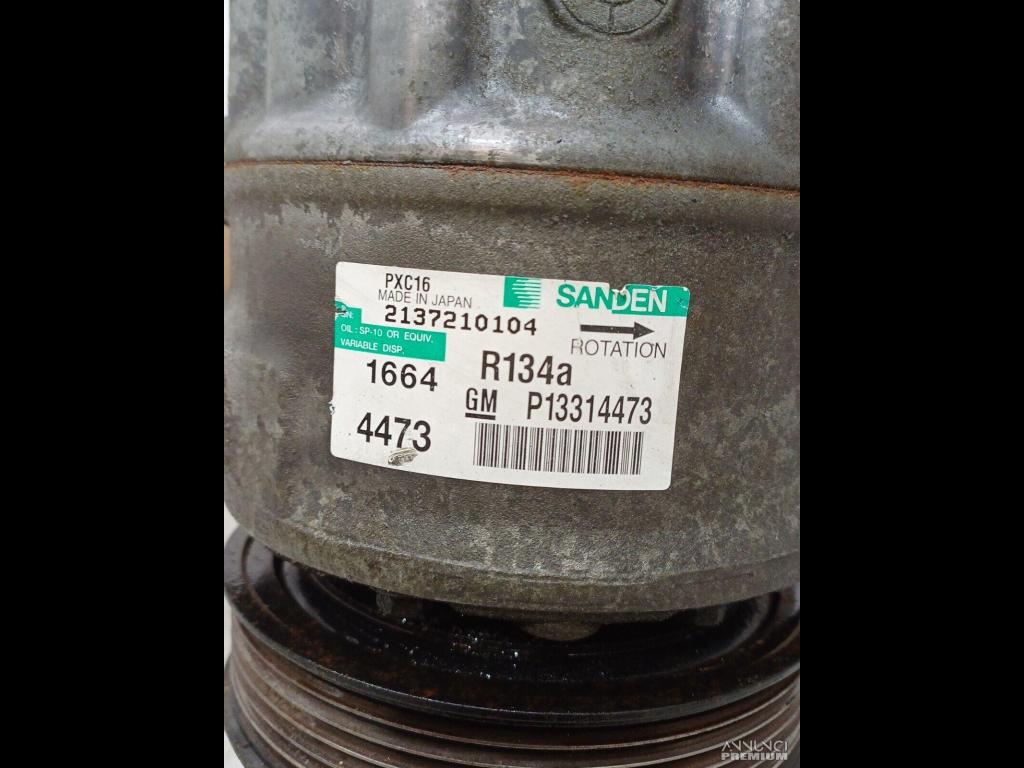 PXC16
MADE IN JAPAN
SANDEN
2137210104
ROTATION
OIL: SP-10 OR EQUIV.
VARIABLE DISP.
1664
R134a
GM P13314473
4473
ANNUNCI
PREMIUM